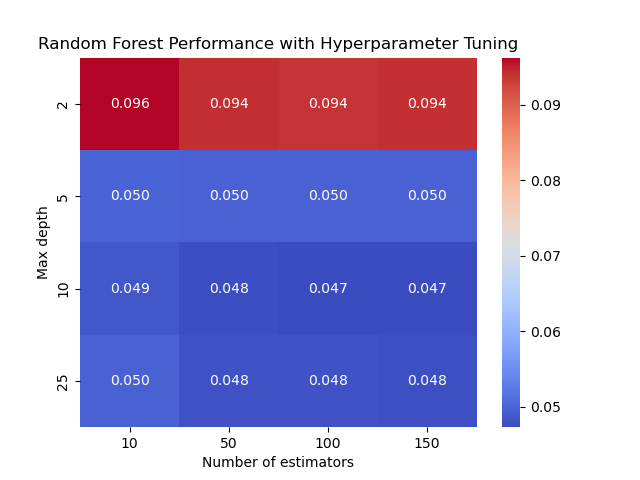 Random Forest Performance with Hyperparameter Tuning
Max depth
2
0.096 0.094 0.094 0.094
5
0.050 0.050 0.050 0.050
10
0.049 0.048 0.047 0.047
25
0.050 0.048 0.048 0.048
10 50 100 150
Number of estimators
0.09
0.08
0.07
0.06
0.05